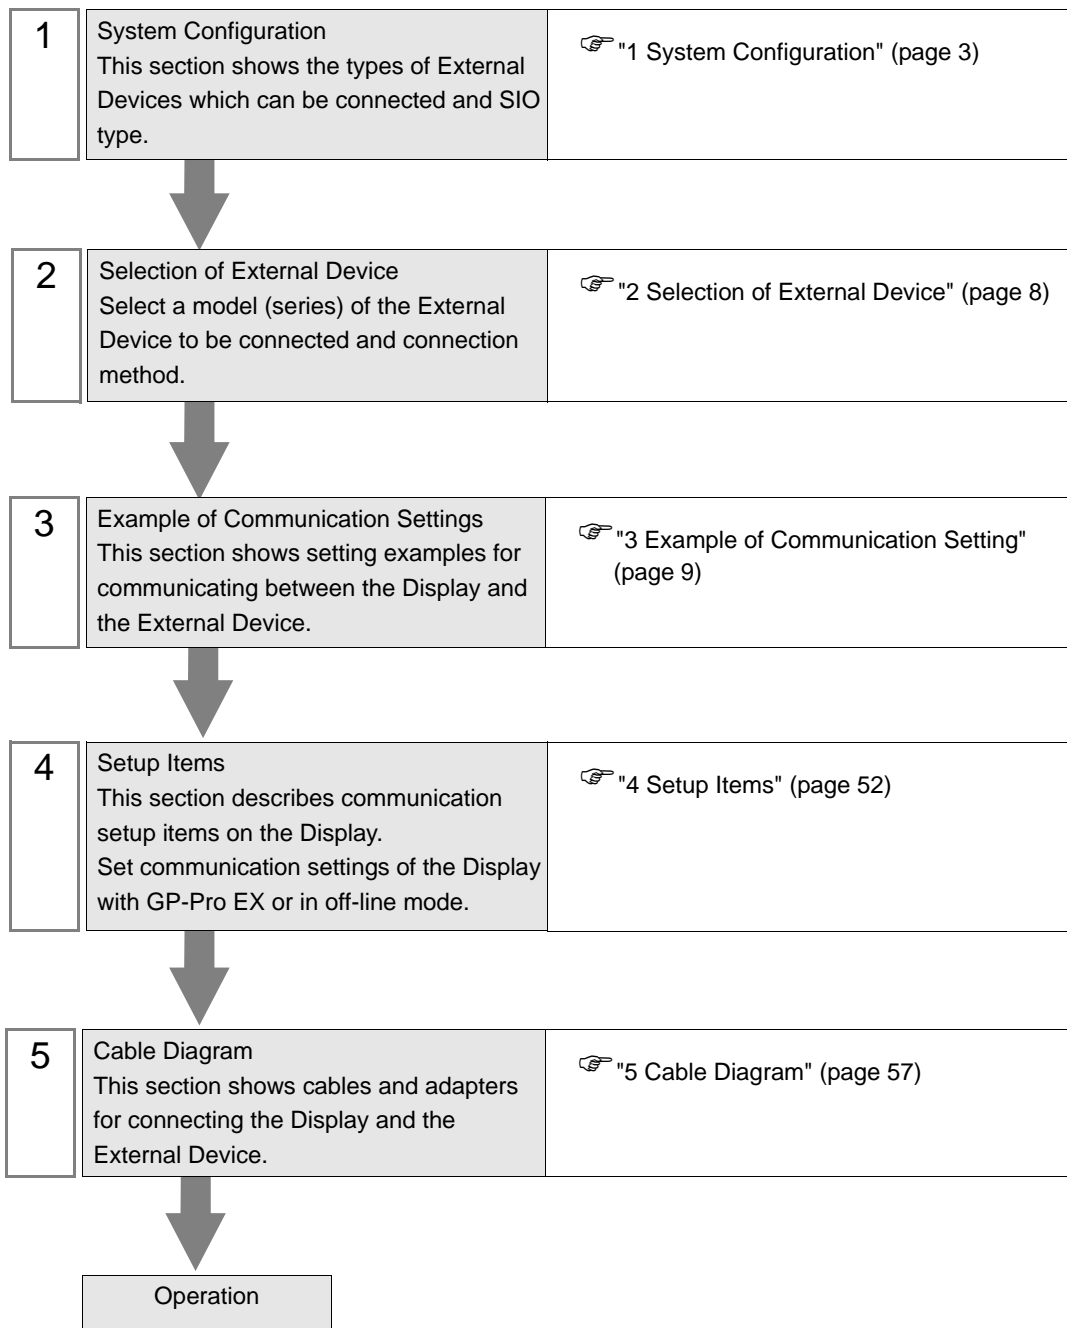 1
System Configuration
This section shows the types of External
Devices which can be connected and SIO
type.
"1 System Configuration" (page 3)
2
Selection of External Device
Select a model (series) of the External
Device to be connected and connection
method.
"2 Selection of External Device" (page 8)
3
Example of Communication Settings
This section shows setting examples for
communicating between the Display and
the External Device.
"3 Example of Communication Setting"
(page 9)
4
Setup Items
This section describes communication
setup items on the Display.
Set communication settings of the Display
with GP-Pro EX or in off-line mode.
"4 Setup Items" (page 52)
5
Cable Diagram
This section shows cables and adapters
for connecting the Display and the
External Device.
"5 Cable Diagram" (page 57)
Operation